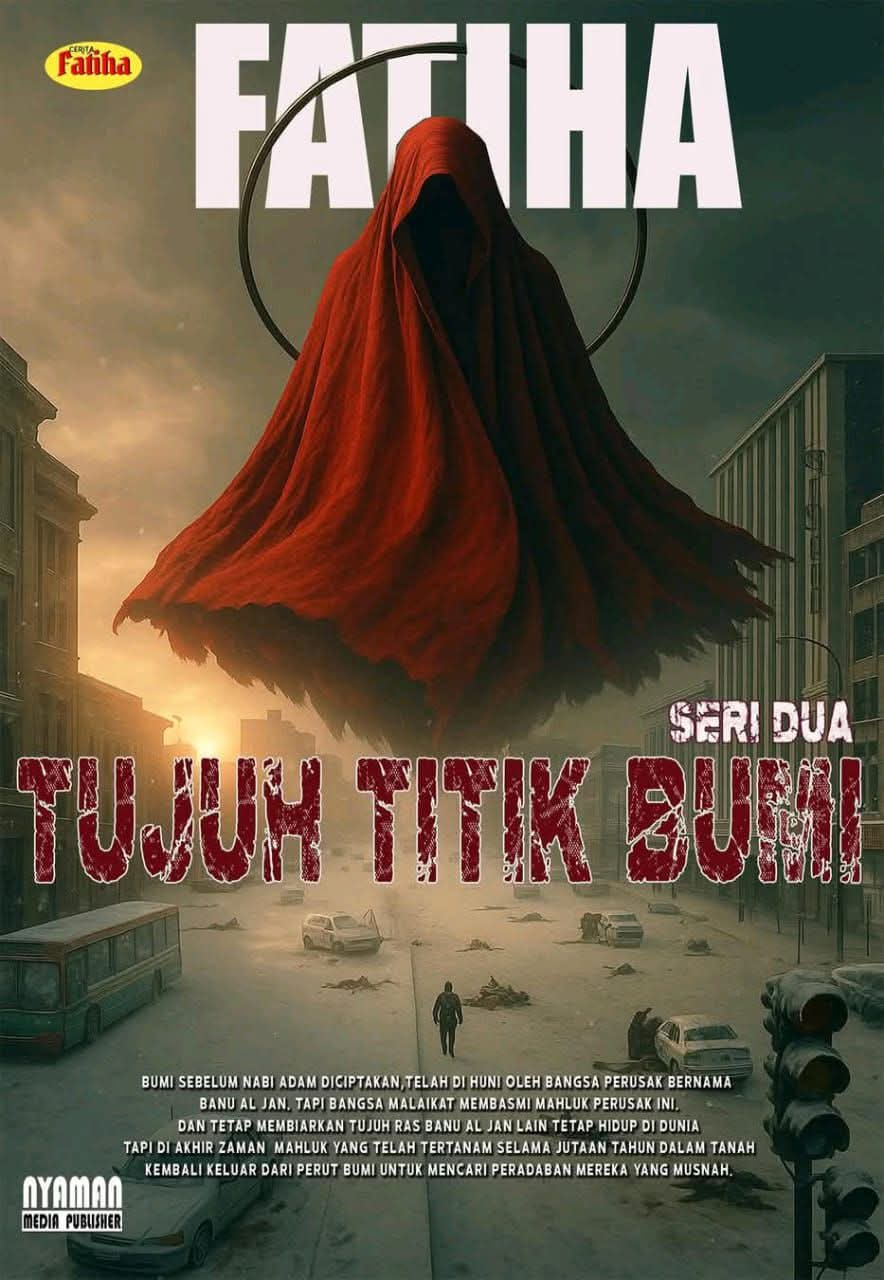 CERITA
Fatiha
FATIHA
SERI DUA
TUJUH TITIK BUMI
BUMI SEBELUM NABI ADAM DICIPTAKAN,TELAH DI HUNI OLEH BANGSA PERUSAK BERNAMA
BANU AL JAN. TAPI BANGSA MALAIKAT MEMBASMI MAHLUK PERUSAK INI.
DAN TETAP MEMBIARKAN TUJUH RAS BANU AL JAN LAIN TETAP HIDUP DI DUNIA
TAPI DI AKHIR ZAMAN MAHLUK YANG TELAH TERTANAM SELAMA JUTAAN TAHUN DALAM TANAH
KEMBALI KELUAR DARI PERUT BUMI UNTUK MENCARI PERADABAN MEREKA YANG MUSNAH.
NYAMAN
MEDIA PUBLISHER